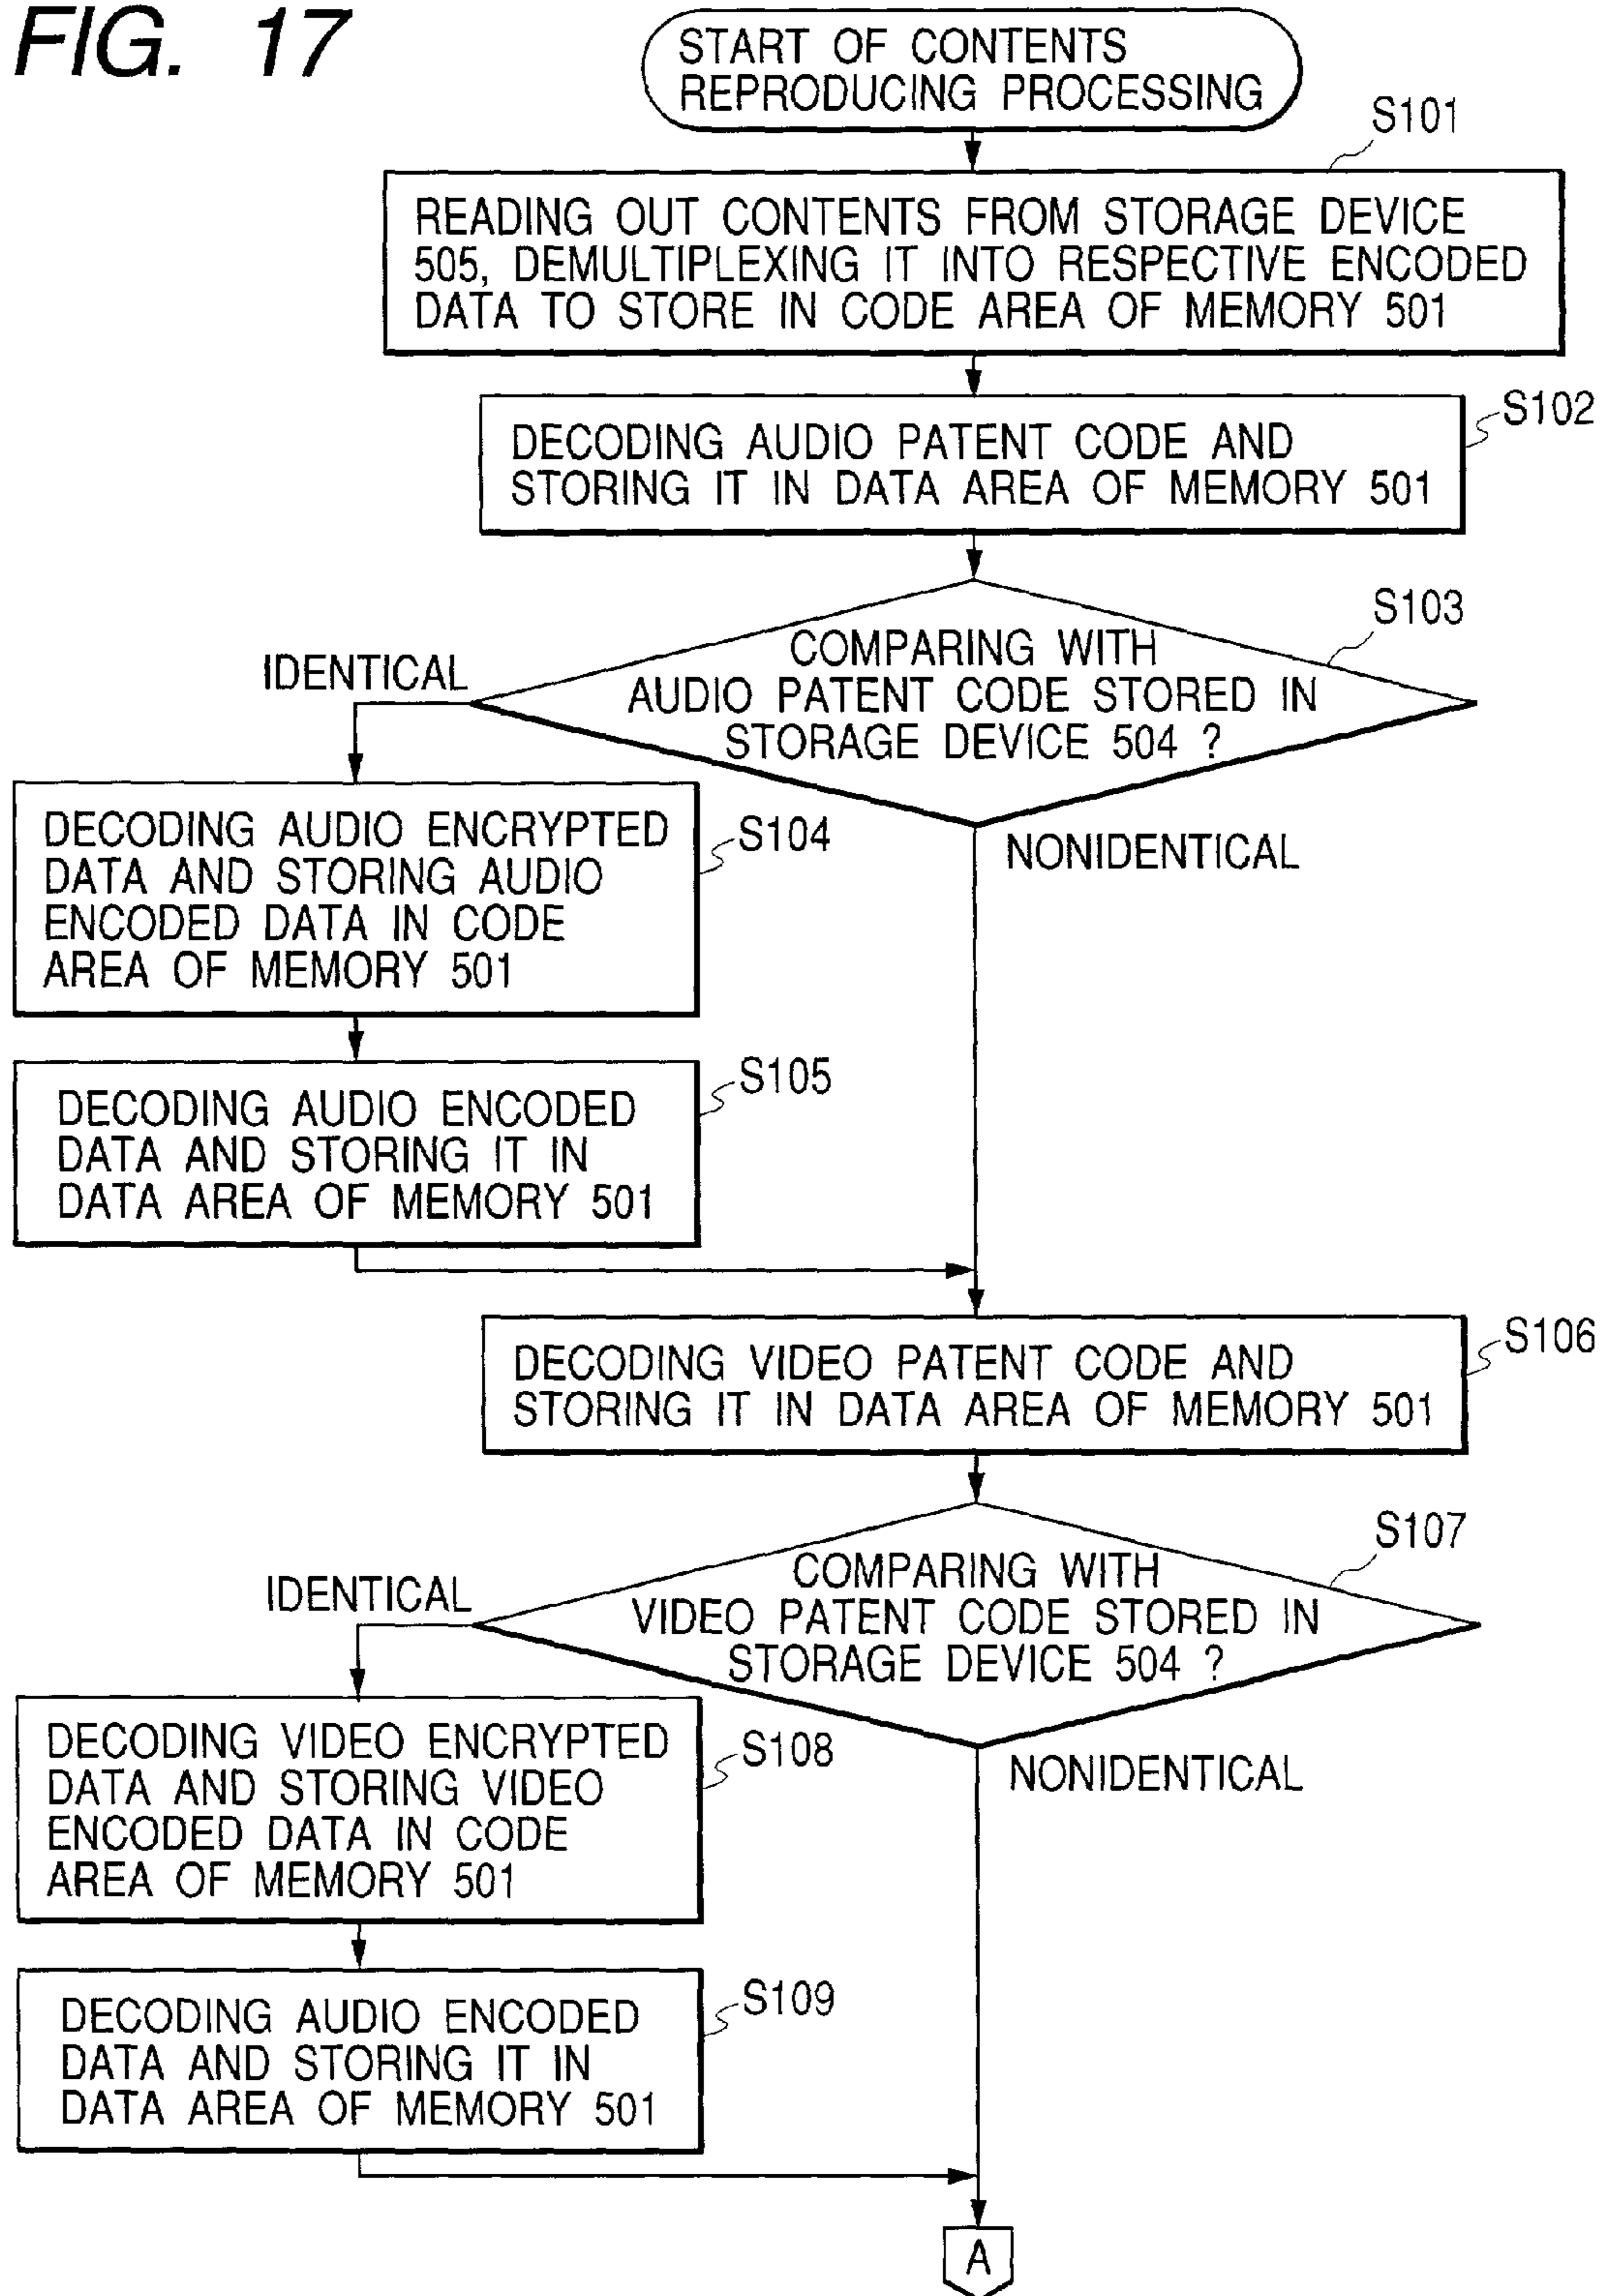 FIG. 17
START OF CONTENTS
REPRODUCING PROCESSING
S101
READING OUT CONTENTS FROM STORAGE DEVICE
505, DEMULTIPLEXING IT INTO RESPECTIVE ENCODED
DATA TO STORE IN CODE AREA OF MEMORY 501
S102
DECODING AUDIO PATENT CODE AND
STORING IT IN DATA AREA OF MEMORY 501
S103
COMPARING WITH
AUDIO PATENT CODE STORED IN
STORAGE DEVICE 504 ?
IDENTICAL
NONIDENTICAL
S104
DECODING AUDIO ENCRYPTED
DATA AND STORING AUDIO
ENCODED DATA IN CODE
AREA OF MEMORY 501
S105
DECODING AUDIO ENCODED
DATA AND STORING IT IN
DATA AREA OF MEMORY 501
S106
DECODING VIDEO PATENT CODE AND
STORING IT IN DATA AREA OF MEMORY 501
S107
COMPARING WITH
VIDEO PATENT CODE STORED IN
STORAGE DEVICE 504 ?
IDENTICAL
NONIDENTICAL
S108
DECODING VIDEO ENCRYPTED
DATA AND STORING VIDEO
ENCODED DATA IN CODE
AREA OF MEMORY 501
S109
DECODING AUDIO ENCODED
DATA AND STORING IT IN
DATA AREA OF MEMORY 501
A